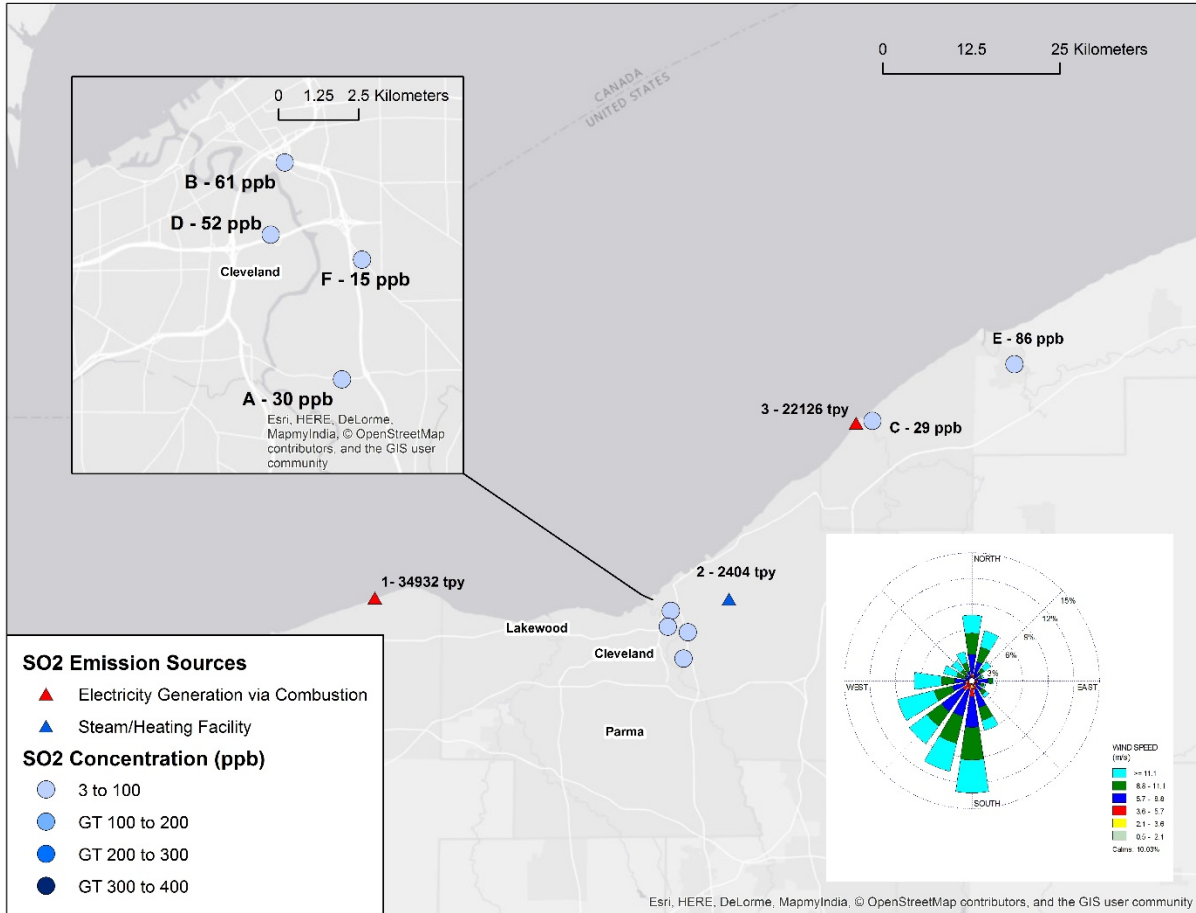 0 12.5 25 Kilometers
CANADA
UNITED STATES
0 1.25 2.5 Kilometers
B - 61 ppb
D - 52 ppb
Cleveland
F - 15 ppb
A - 30 ppb
Esri, HERE, DeLorme,
MapmyIndia, © OpenStreetMap
contributors, and the GIS user
community
E - 86 ppb
3 - 22126 tpy
C - 29 ppb
1- 34932 tpy
2 - 2404 tpy
Lakewood
Cleveland
Parma
SO2 Emission Sources
Electricity Generation via Combustion
Steam/Heating Facility
SO2 Concentration (ppb)
3 to 100
GT 100 to 200
GT 200 to 300
GT 300 to 400
NORTH
15%
12%
9%
6%
3%
WEST
EAST
SOUTH
WIND SPEED
(m/s)
>= 11.1
8.8 - 11.1
5.7 - 8.8
3.6 - 5.7
2.1 - 3.6
0.5 - 2.1
Calms: 10.03%
Esri, HERE, DeLorme, MapmyIndia, © OpenStreetMap contributors, and the GIS user community